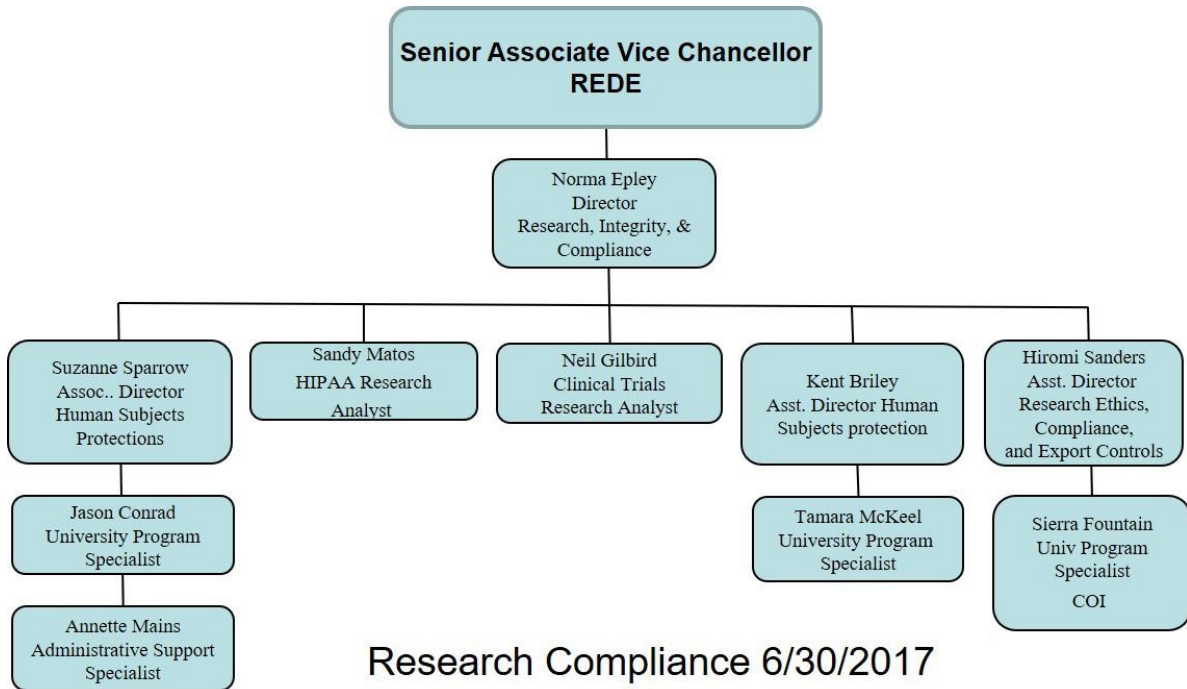 Senior Associate Vice Chancellor
REDE
Norma Epley
Director
Research, Integrity, &
Compliance
Suzanne Sparrow
Assoc.. Director
Human Subjects
Protections
Sandy Matos
HIPAA Research
Analyst
Neil Gilbird
Clinical Trials
Research Analyst
Kent Briley
Asst. Director Human
Subjects protection
Hiromi Sanders
Asst. Director
Research Ethics,
Compliance,
and Export Controls
Jason Conrad
University Program
Specialist
Tamara McKeel
University Program
Specialist
Sierra Fountain
Univ Program
Specialist
COI
Annette Mains
Administrative Support
Specialist
Research Compliance 6/30/2017